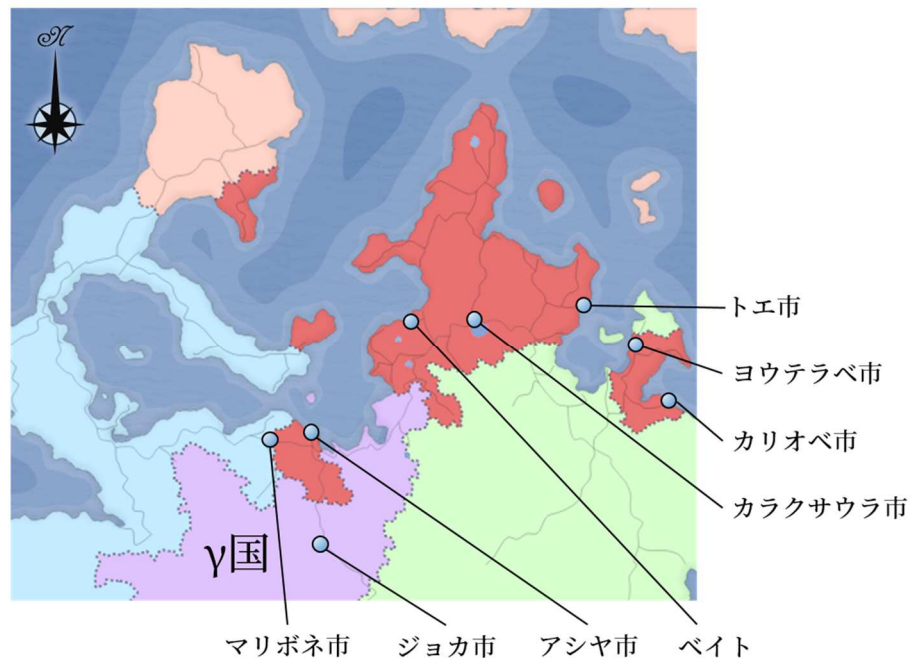 N
トエ市
ヨウテラベ市
カリオベ市
カラクサウラ市
γ国
マリボネ市
ジョカ市
アシヤ市
ベイト